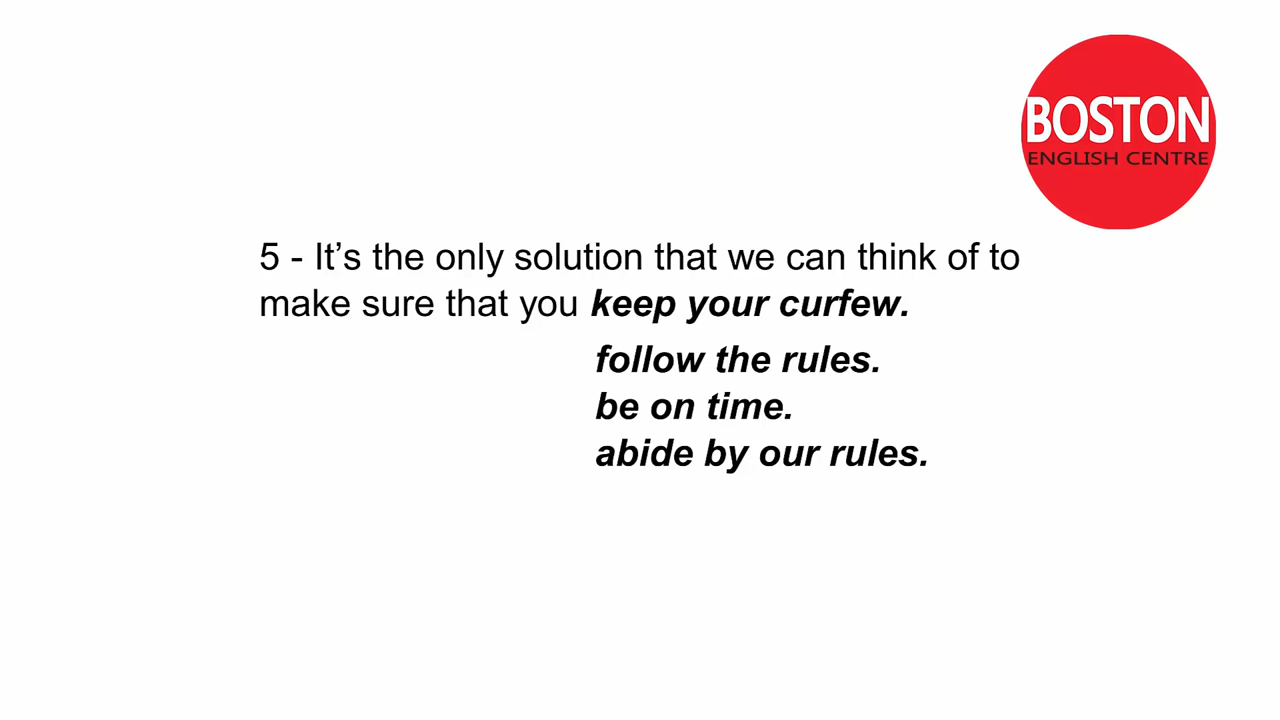 BOSTON
ENGLISH CENTRE
5 - It’s the only solution that we can think of to
make sure that you keep your curfew.
follow the rules.
be on time.
abide by our rules.